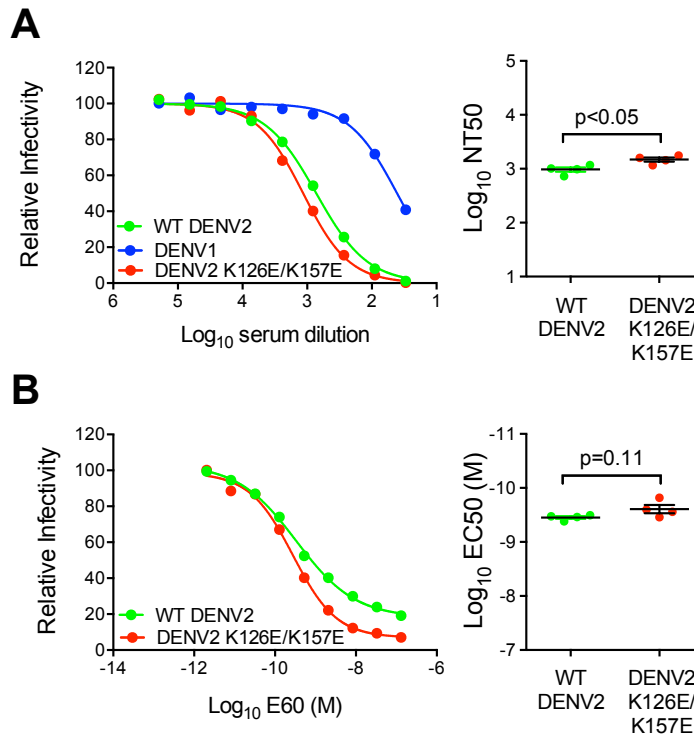 A
120
100
80
60
40
20
0
Relative Infectivity
WT DENV2
DENV1
DENV2 K126E/K157E
6 5 4 3 2 1
Log10 serum dilution
5
4
3
2
1
Log10 NT50
p<0.05
WT
DENV2
DENV2
K126E/
K157E
B
120
100
80
60
40
20
0
Relative Infectivity
WT DENV2
DENV2 K126E/K157E
-14 -12 -10 -8 -6
Log10 E60 (M)
-11
-10
-9
-8
-7
Log10 EC50 (M)
p=0.11
WT
DENV2
DENV2
K126E/
K157E